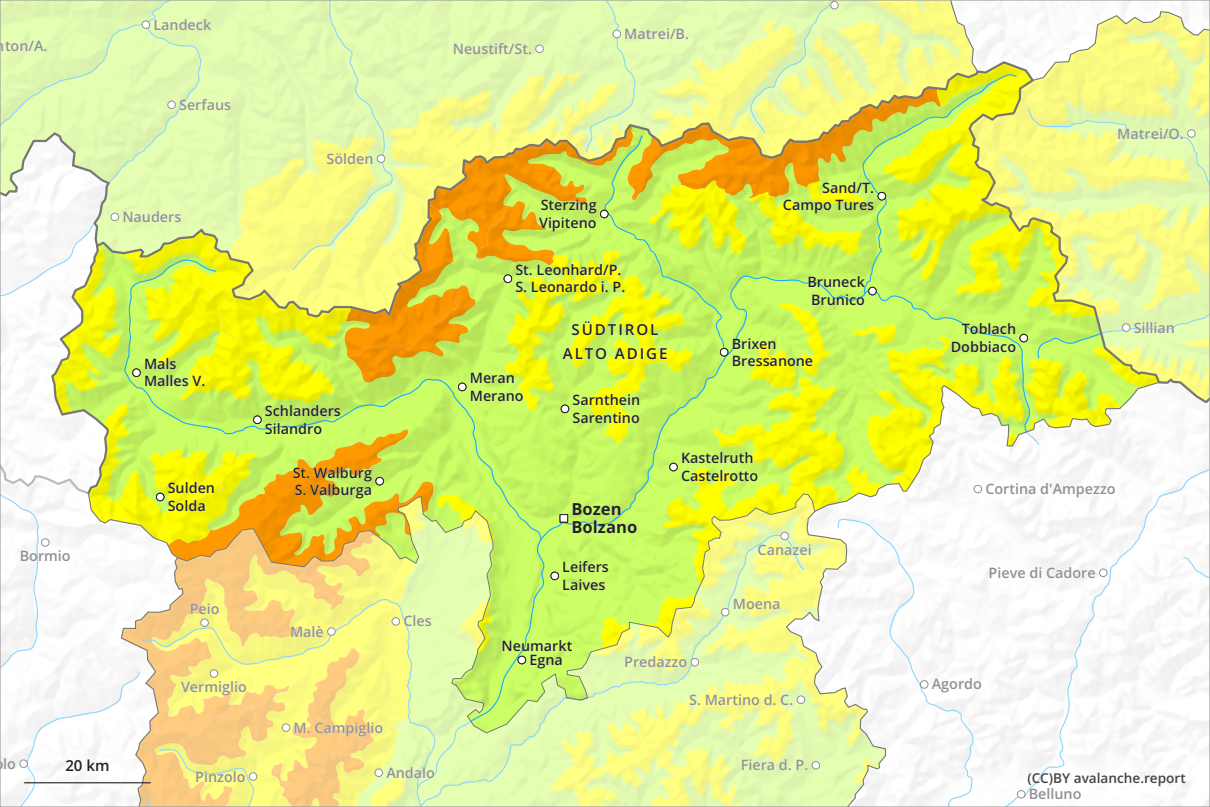 Landeck
nton/A.
Neustift/St.
Matrei/B.
Serfaus
Matrei/O.
Sölden
Nauders
Sand/T.
Campo Tures
Sterzing
Vipiteno
St. Leonhard/P.
S. Leonardo i. P.
Bruneck
Brunico
SÜDTIROL
ALTO ADIGE
Toblach
Dobbiaco
Sillian
Brixen
Bressanone
Mals
Malles V.
Meran
Merano
Sarnthein
Sarentino
Schlanders
Silandro
Kastelruth
Castelrotto
St. Walburg
S. Valburga
Sulden
Solda
Cortina d'Ampezzo
Bozen
Bolzano
Bormio
Canazei
Leifers
Laives
Pieve di Cadore
Peio
Moena
Cles
Malè
Neumarkt
Egna
Predazzo
Vermiglio
Agordo
S. Martino d. C.
M. Campiglio
20 km
olo
Pinzolo
Andalo
Fiera d. P.
(CC)BY avalanche.report
Belluno